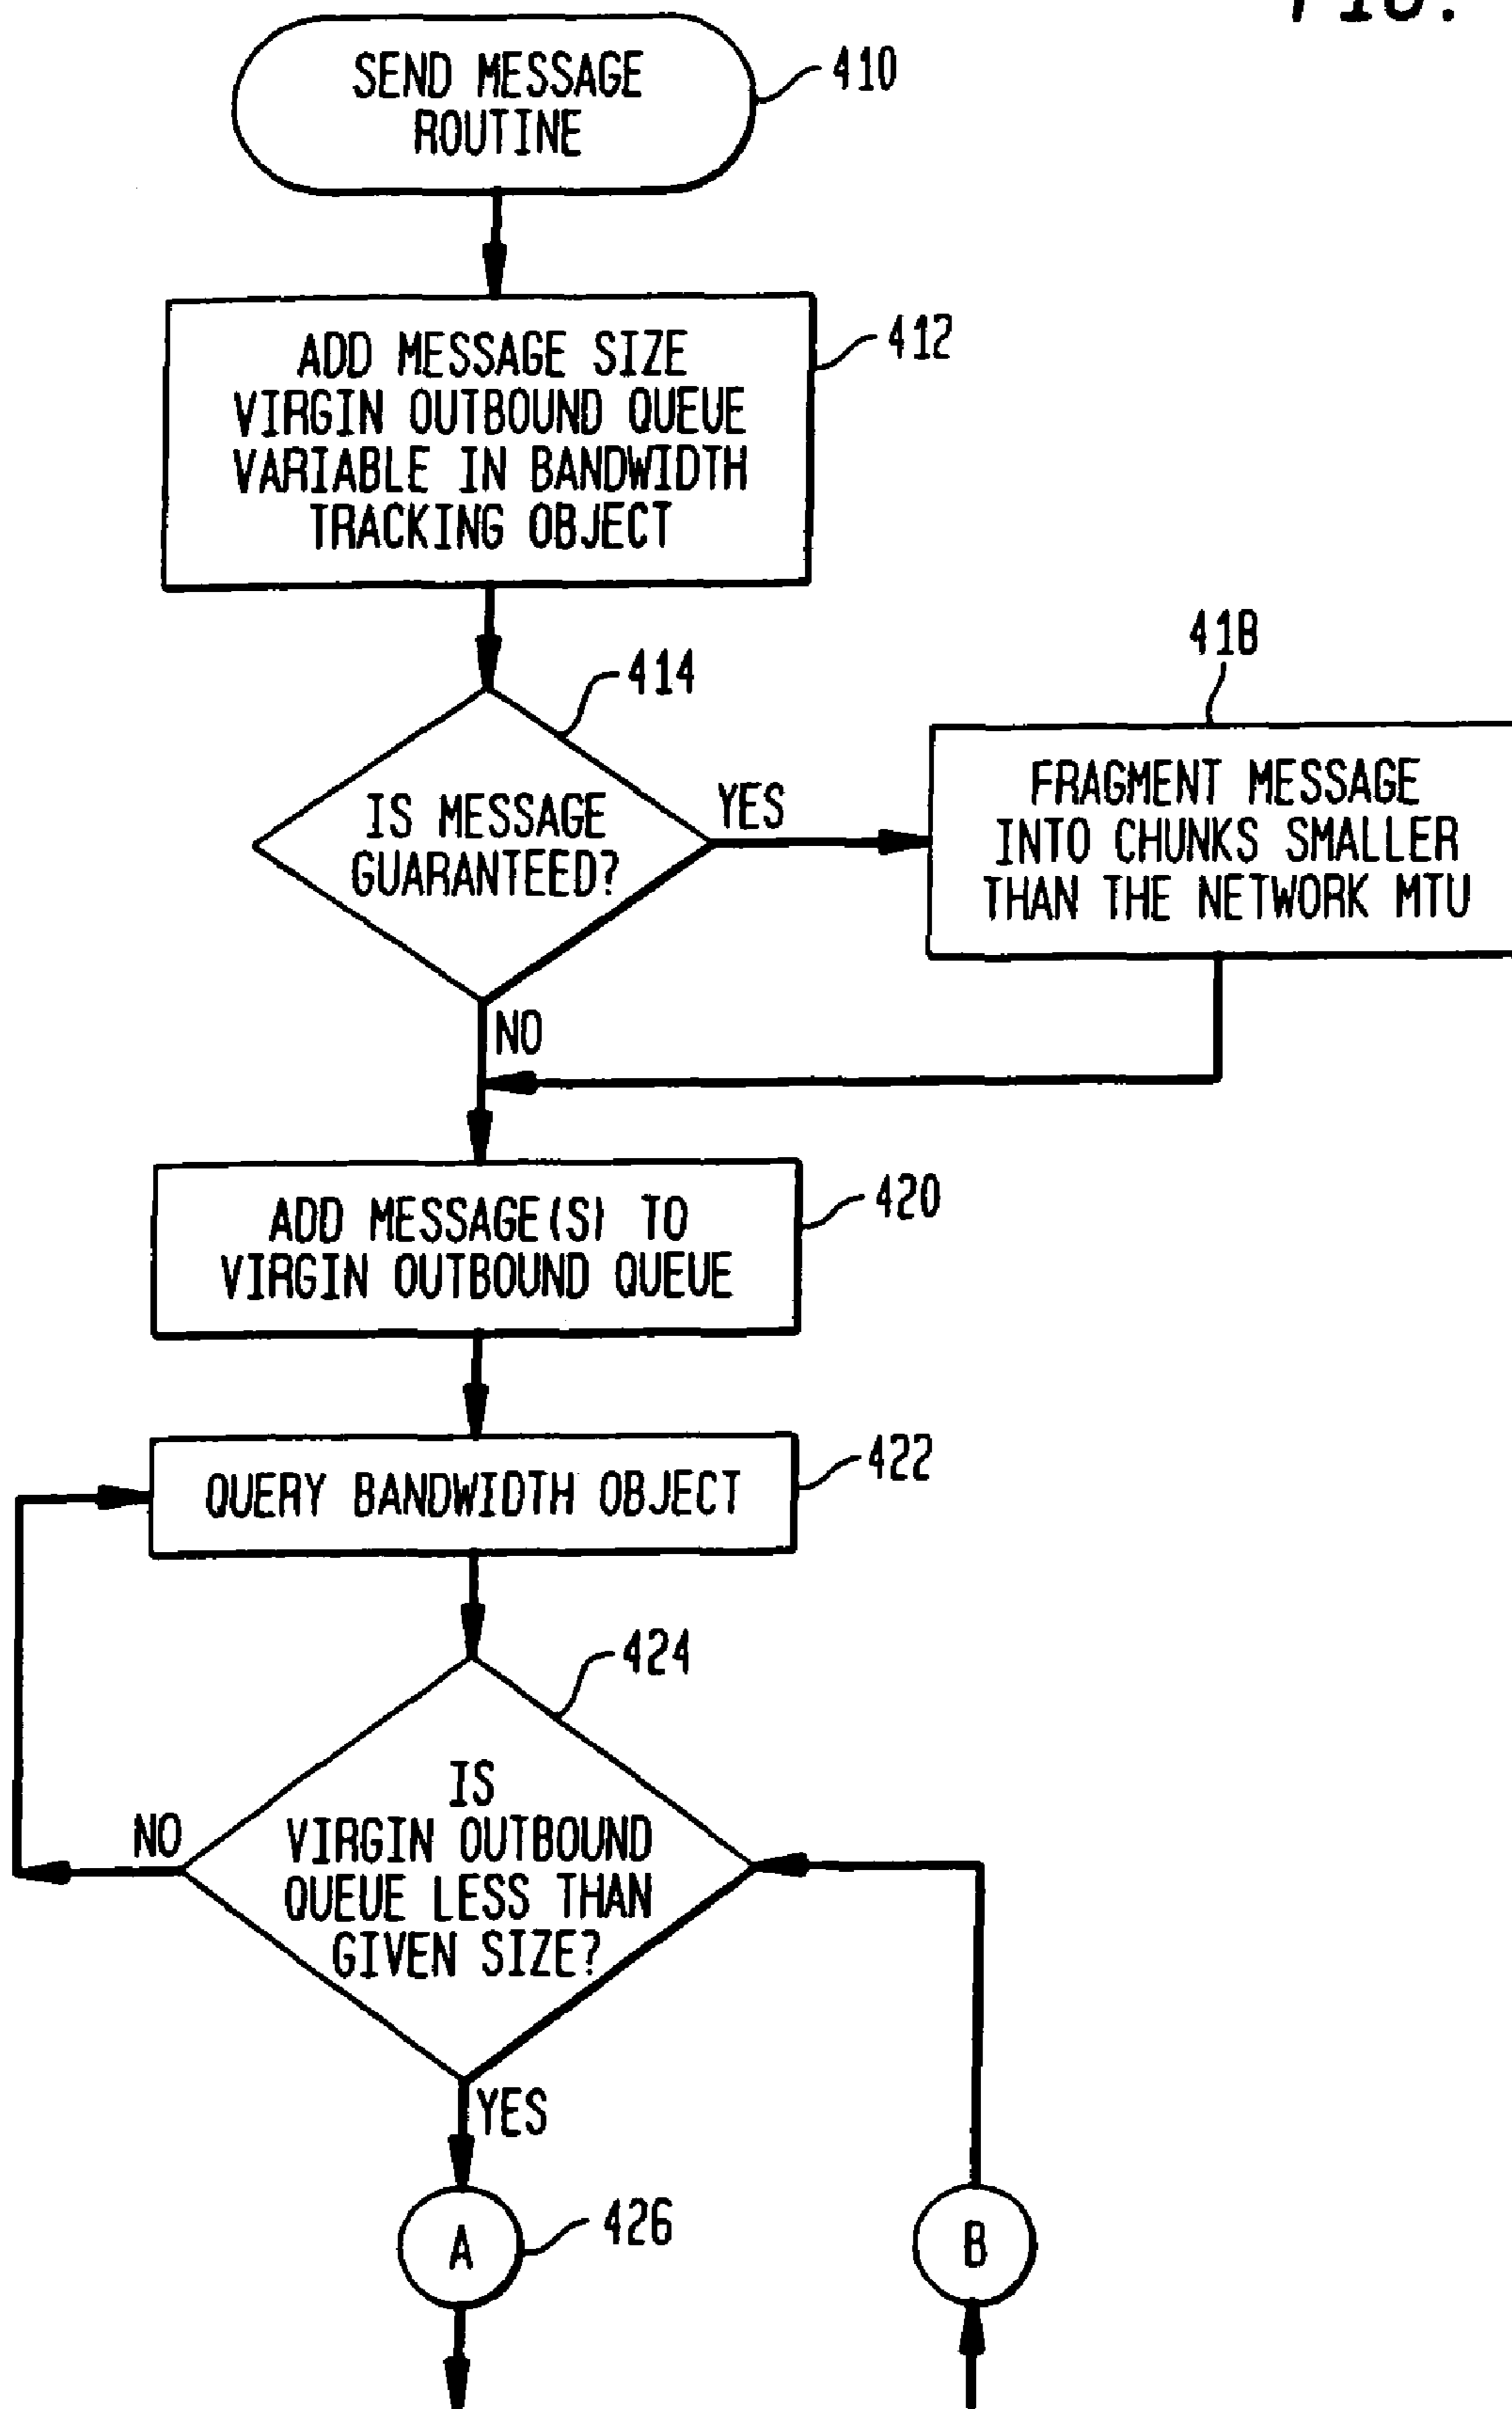 FIG.
SEND MESSAGE
ROUTINE
410
ADD MESSAGE SIZE
VIRGIN OUTBOUND QUEUE
VARIABLE IN BANDWIDTH
TRACKING OBJECT
412
414
IS MESSAGE
GUARANTEED?
YES
NO
418
FRAGMENT MESSAGE
INTO CHUNKS SMALLER
THAN THE NETWORK MTU
ADD MESSAGE(S) TO
VIRGIN OUTBOUND QUEUE
420
QUERY BANDWIDTH OBJECT
422
424
IS
VIRGIN OUTBOUND
QUEUE LESS THAN
GIVEN SIZE?
NO
YES
A
426
B